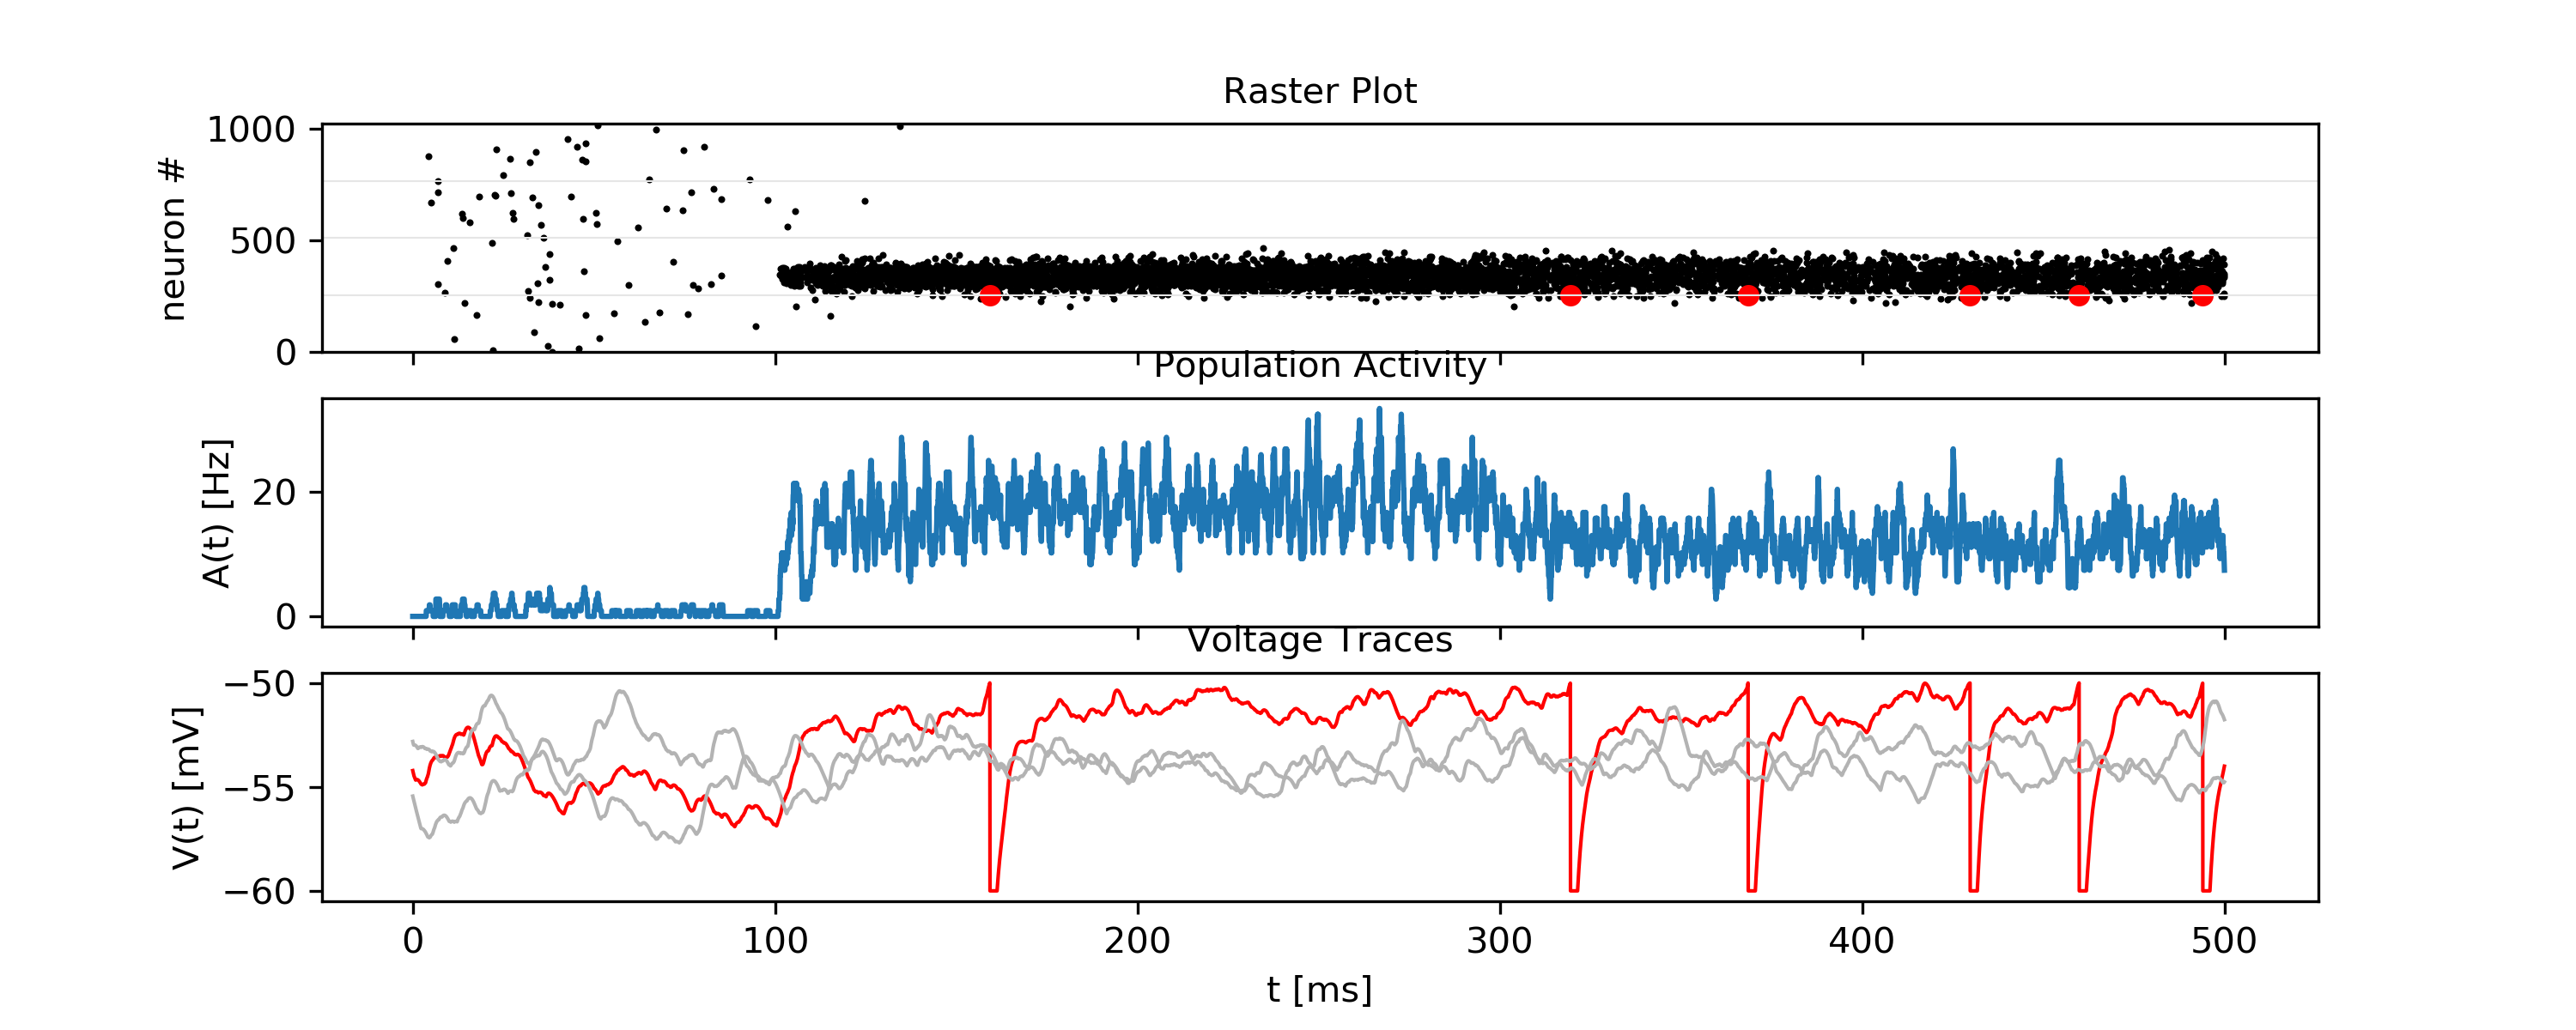 Raster Plot
1000
500
0
neuron #
Population Activity
20
0
A(t) [Hz]
Voltage Traces
−50
−55
−60
V(t) [mV]
0 100 200 300 400 500
t [ms]